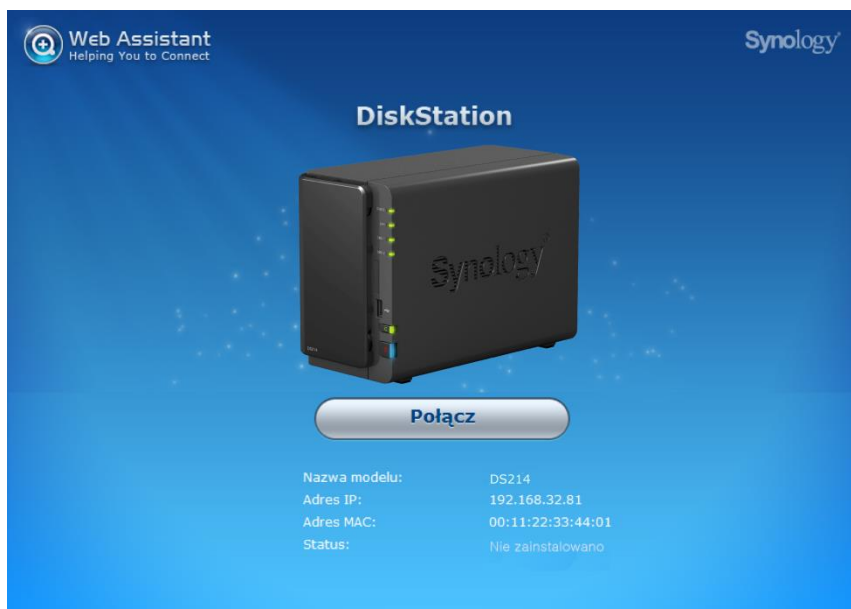 Web Assistant
Helping You to Connect
Synology
DiskStation
Synology
Połącz
Nazwa modelu: DS214
Adres IP: 192.168.32.81
Adres MAC: 00:11:22:33:44:01
Status: Nie zainstalowano